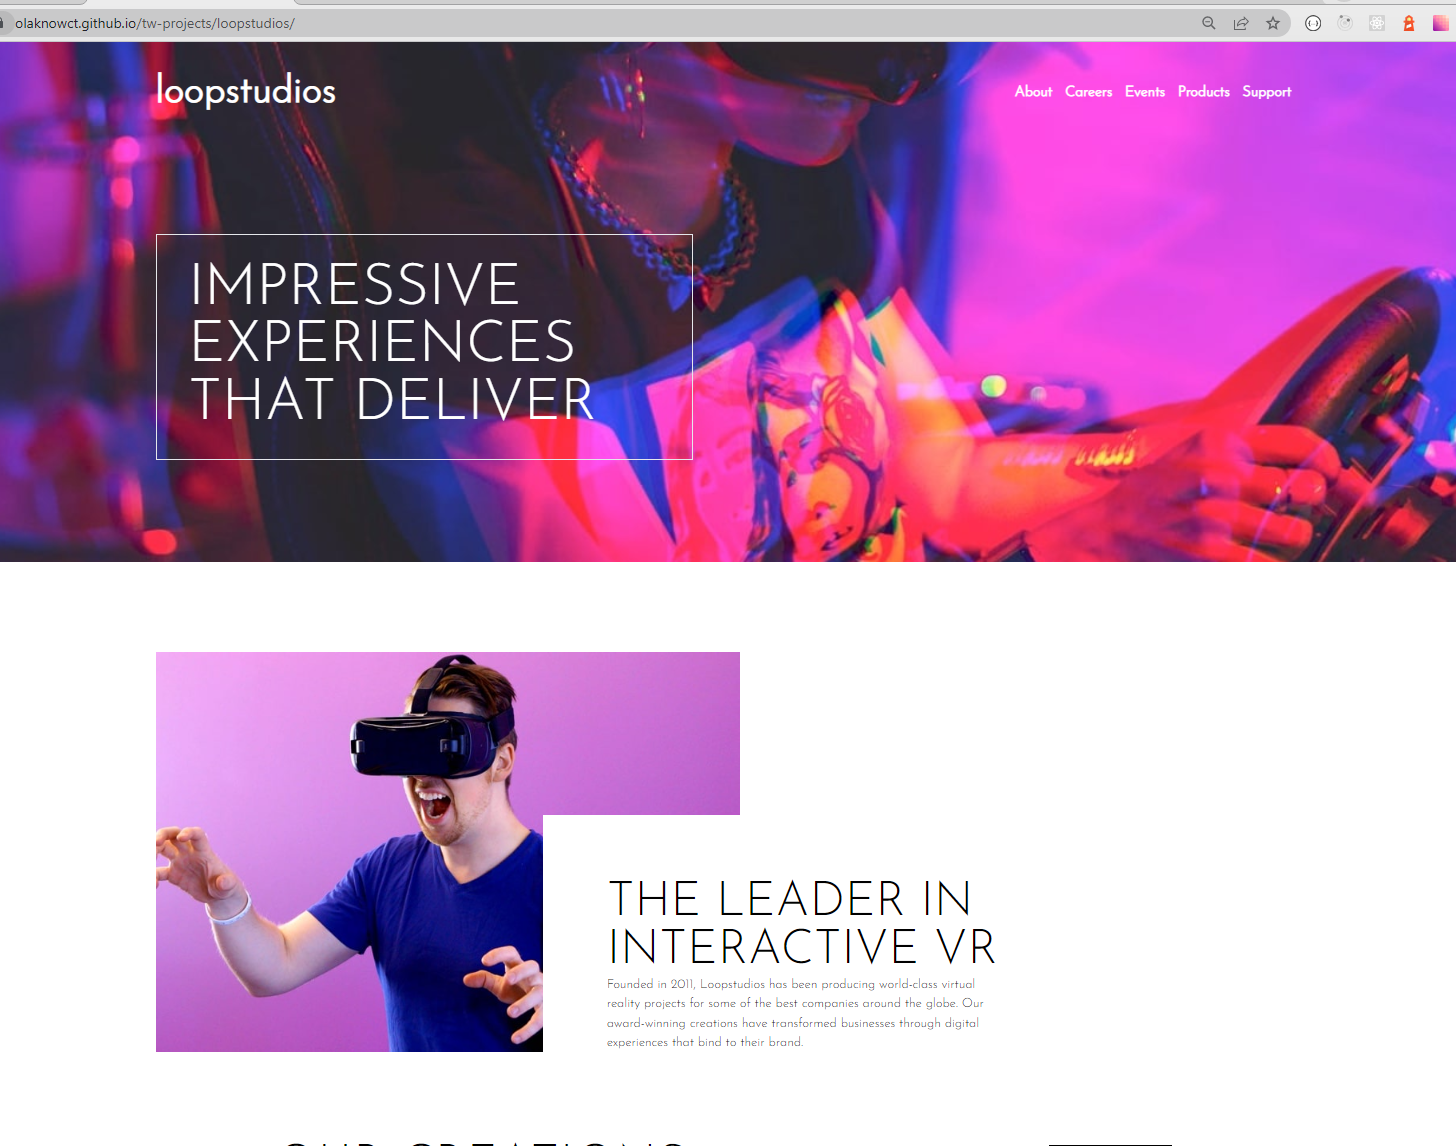 olaknowct.github.io/tw-projects/loopstudios/
loopstudios
About Careers Events Products Support
IMPRESSIVE
EXPERIENCES
THAT DELIVER
THE LEADER IN
INTERACTIVE VR
Founded in 2011, Loopstudios has been producing world-class virtual
reality projects for some of the best companies around the globe. Our
award-winning creations have transformed businesses through digital
experiences that bind to their brand.
OUR CREATIONS